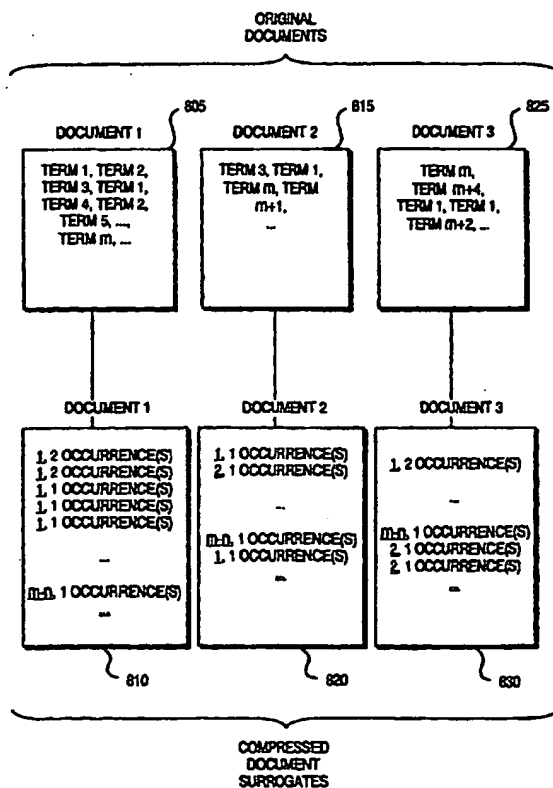 ORIGINAL
DOCUMENTS
805
815
825
DOCUMENT 1
DOCUMENT 2
DOCUMENT 3
TERM 1, TERM 2,
TERM 3, TERM 1,
TERM 4, TERM 2,
TERM 5, ...,
TERM m, ...
TERM 3, TERM 1,
TERM m, TERM
m+1,
...
TERM m,
TERM m+4,
TERM 1, TERM 1,
TERM m+2, ...
DOCUMENT 1
DOCUMENT 2
DOCUMENT 3
1, 2 OCCURRENCE(S)
1, 2 OCCURRENCE(S)
1, 1 OCCURRENCE(S)
1, 1 OCCURRENCE(S)
1, 1 OCCURRENCE(S)
...
m-n, 1 OCCURRENCE(S)
...
1, 1 OCCURRENCE(S)
2, 1 OCCURRENCE(S)
...
m-n, 1 OCCURRENCE(S)
1, 1 OCCURRENCE(S)
...
1, 2 OCCURRENCE(S)
...
m-n, 1 OCCURRENCE(S)
2, 1 OCCURRENCE(S)
2, 1 OCCURRENCE(S)
...
810
820
830
COMPRESSED
DOCUMENT
SURROGATES